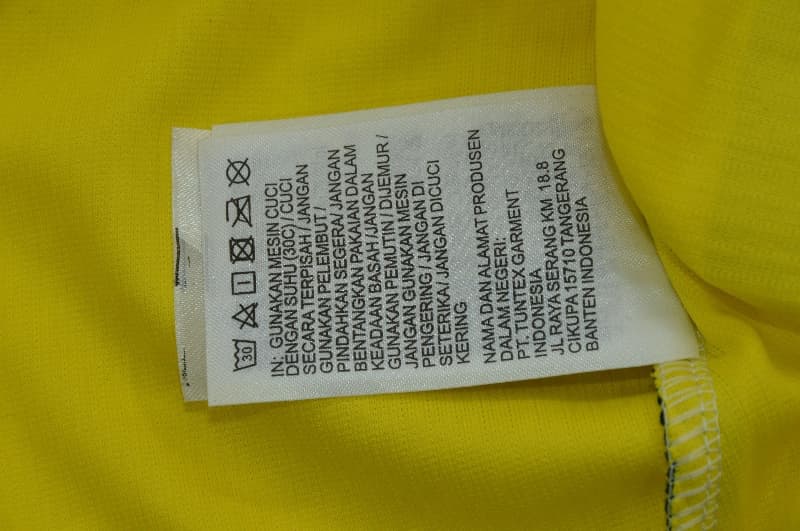 30
IN: GUNAKAN MESIN CUCI
DENGAN SUHU (30C) / CUCI
SECARA TERPISAH / JANGAN
GUNAKAN PELEMBUT /
PINDAHKAN SEGERA/ JANGAN
BENTANGKAN PAKAIAN DALAM
KEADAAN BASAH /JANGAN
GUNAKAN PEMUTIN / DIJEMUR /
JANGAN GUNAKAN MESIN
PENGERING / JANGAN DI
SETERIKA / JANGAN DICUCI
KERING
NAMA DAN ALAMAT PRODUSEN
DALAM NEGERI:
PT. TUNTEX GARMENT
INDONESIA
JL RAYA SERANG KM 18.8
CIKUPA 15710 TANGERANG
BANTEN INDONESIA